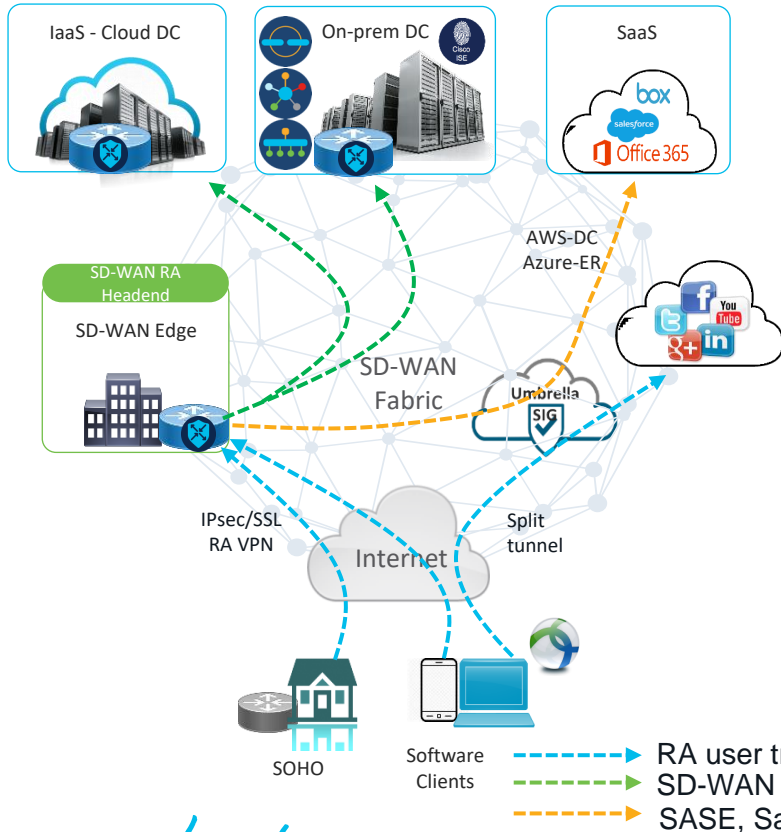 IaaS - Cloud DC
On-prem DC
Cisco
ISE
SaaS
box
salesforce
Office 365
AWS-DC
Azure-ER
SD-WAN RA
Headend
SD-WAN Edge
You
Tube
f
t
g+
in
SD-WAN
Fabric
Umbrella
SIG
IPsec/SSL
RA VPN
Split
tunnel
Internet
SOHO
Software
Clients
RA user
SD-WAN
SASE,